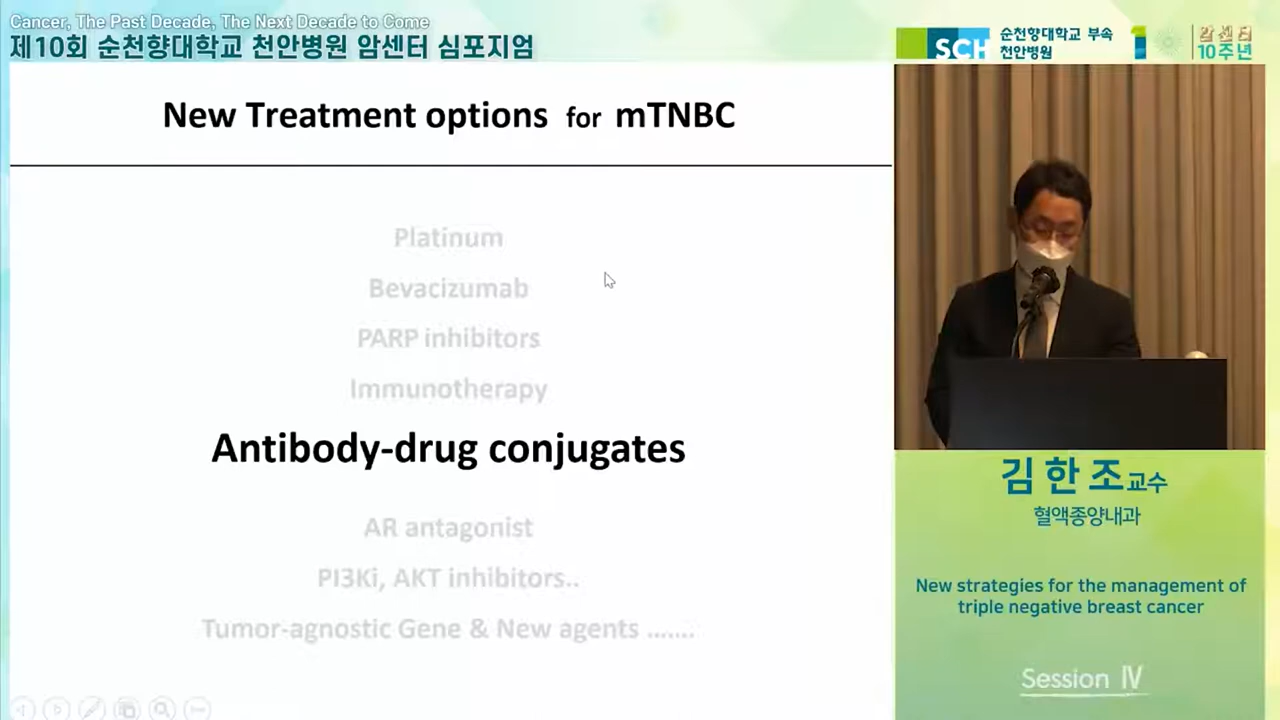 Cancer, The Past Decade, The Next Decade to Come
제10회 순천향대학교 천안병원 암센터 심포지엄
SCH
순천향대학교 부속
천안병원
1
암센터
10주년
New Treatment options for mTNBC
Platinum
Bevacizumab
PARP inhibitors
Immunotherapy
Antibody-drug conjugates
AR antagonist
PI3Ki, AKT inhibitors..
Tumor-agnostic Gene & New agents .......
김 한 조교수
혈액종양내과
New strategies for the management of
triple negative breast cancer
Session Ⅳ